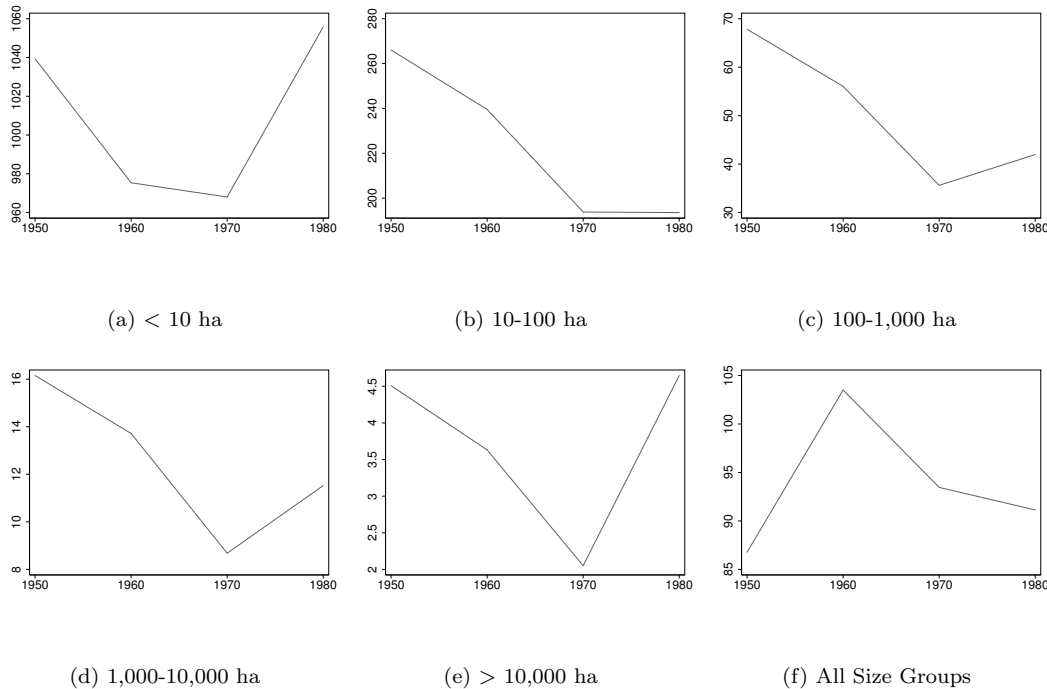 960 980 1000 1020 1040 1060
1950 1960 1970 1980
(a) < 10 ha
200 220 240 260 280
1950 1960 1970 1980
(b) 10-100 ha
30 40 50 60 70
1950 1960 1970 1980
(c) 100-1,000 ha
8 10 12 14 16
1950 1960 1970 1980
(d) 1,000-10,000 ha
2 2.5 3 3.5 4 4.5
1950 1960 1970 1980
(e) > 10,000 ha
85 90 95 100 105
1950 1960 1970 1980
(f) All Size Groups